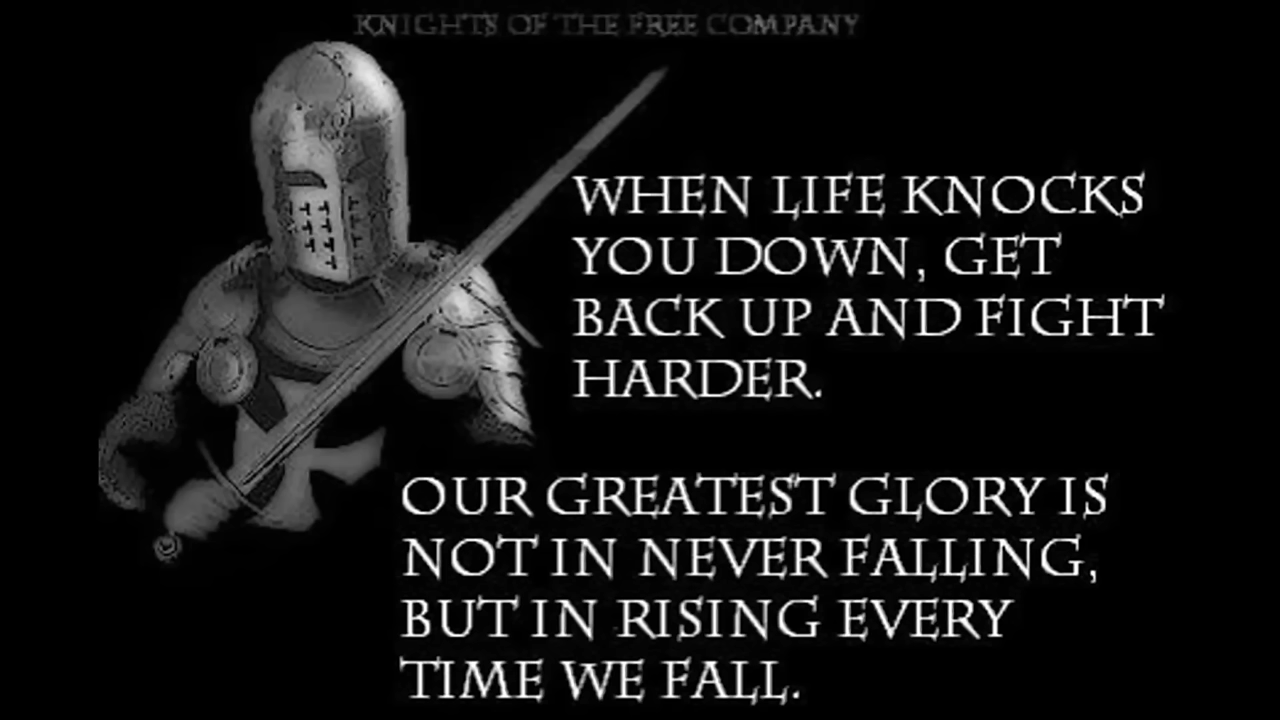 KNIGHTS OF THE FREE COMPANY
WHEN LIFE KNOCKS
YOU DOWN, GET
BACK UP AND FIGHT
HARDER.
OUR GREATEST GLORY IS
NOT IN NEVER FALLING,
BUT IN RISING EVERY
TIME WE FALL.